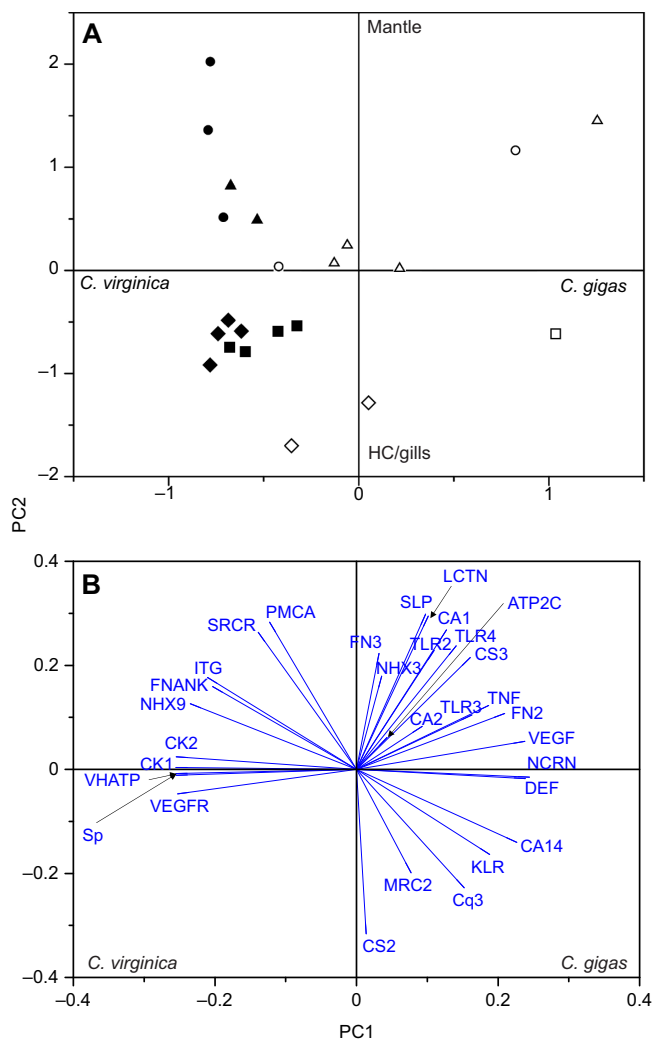 A
Mantle
2
1
0
C. virginica
C. gigas
–1
HC/gills
–2
–1
0
1
PC2
0.4
B
LCTN
SLP
ATP2C
PMCA
CA1
SRCR
TLR2
TLR4
FN3
CS3
NHX3
ITG
FNANK
0.2
TNF
NHX9
TLR3
FN2
CA2
CK2
VEGF
CK1
NCRN
0
VHATP
DEF
VEGFR
Sp
CA14
KLR
MRC2
–0.2
Cq3
CS2
C. virginica
C. gigas
–0.4
–0.4
–0.2
0
0.2
0.4
PC1